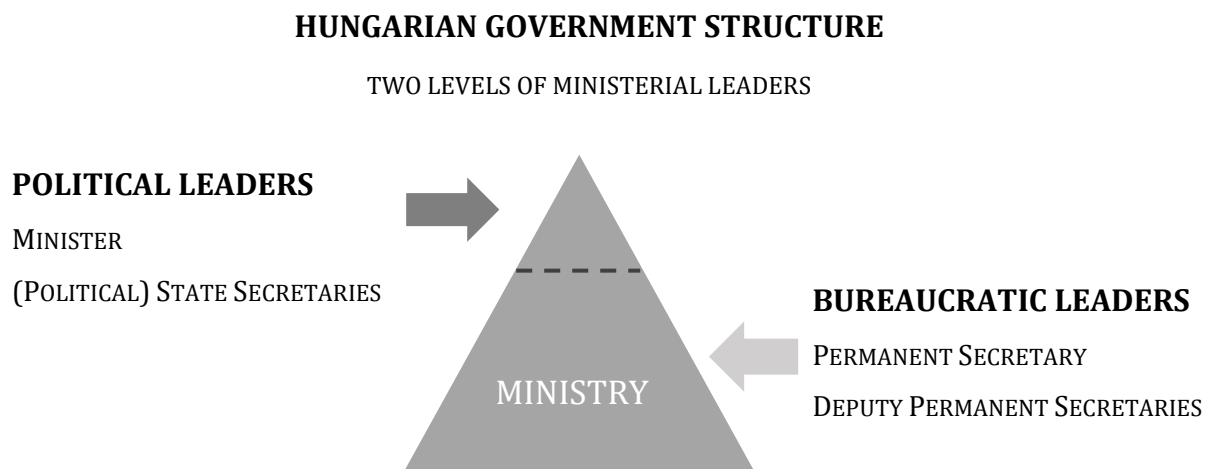 HUNGARIAN GOVERNMENT STRUCTURE
TWO LEVELS OF MINISTERIAL LEADERS
POLITICAL LEADERS
MINISTER
(POLITICAL) STATE SECRETARIES
BUREAUCRATIC LEADERS
PERMANENT SECRETARY
DEPUTY PERMANENT SECRETARIES
MINISTRY